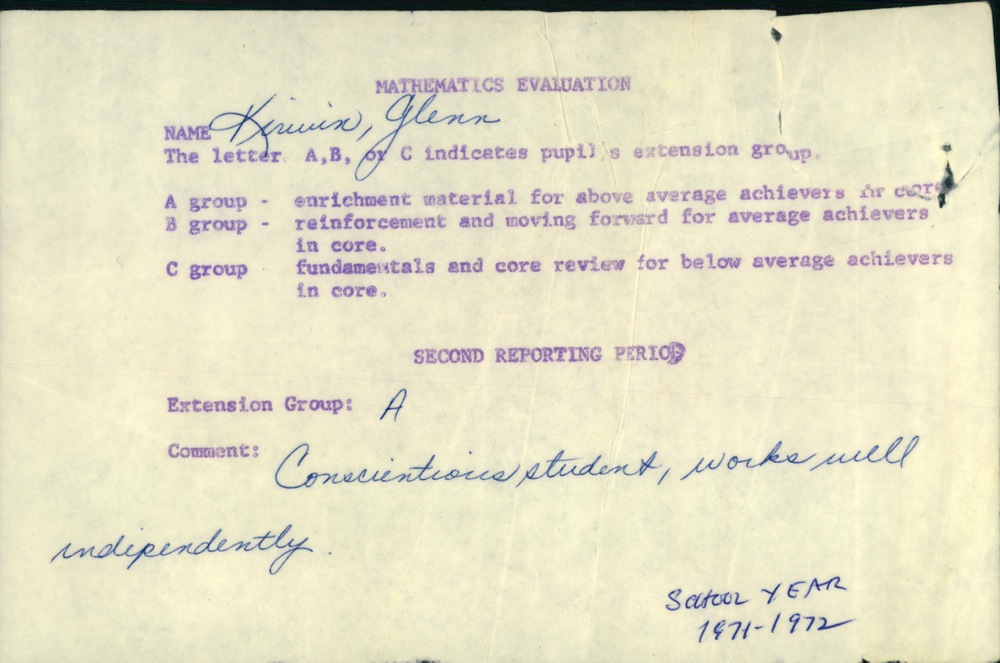 MATHEMATICS EVALUATION
NAME Kirwin, Glenn
The letter A,B, or C indicates pupil's extension group.
A group - enrichment material for above average achievers in core
B group - reinforcement and moving forward for average achievers
in core.
C group fundamentals and core review for below average achievers
in core.
SECOND REPORTING PERIOD
Extension Group: A
Comment: Conscientious student, works well
independently.
SCHOOL YEAR
1971-1972